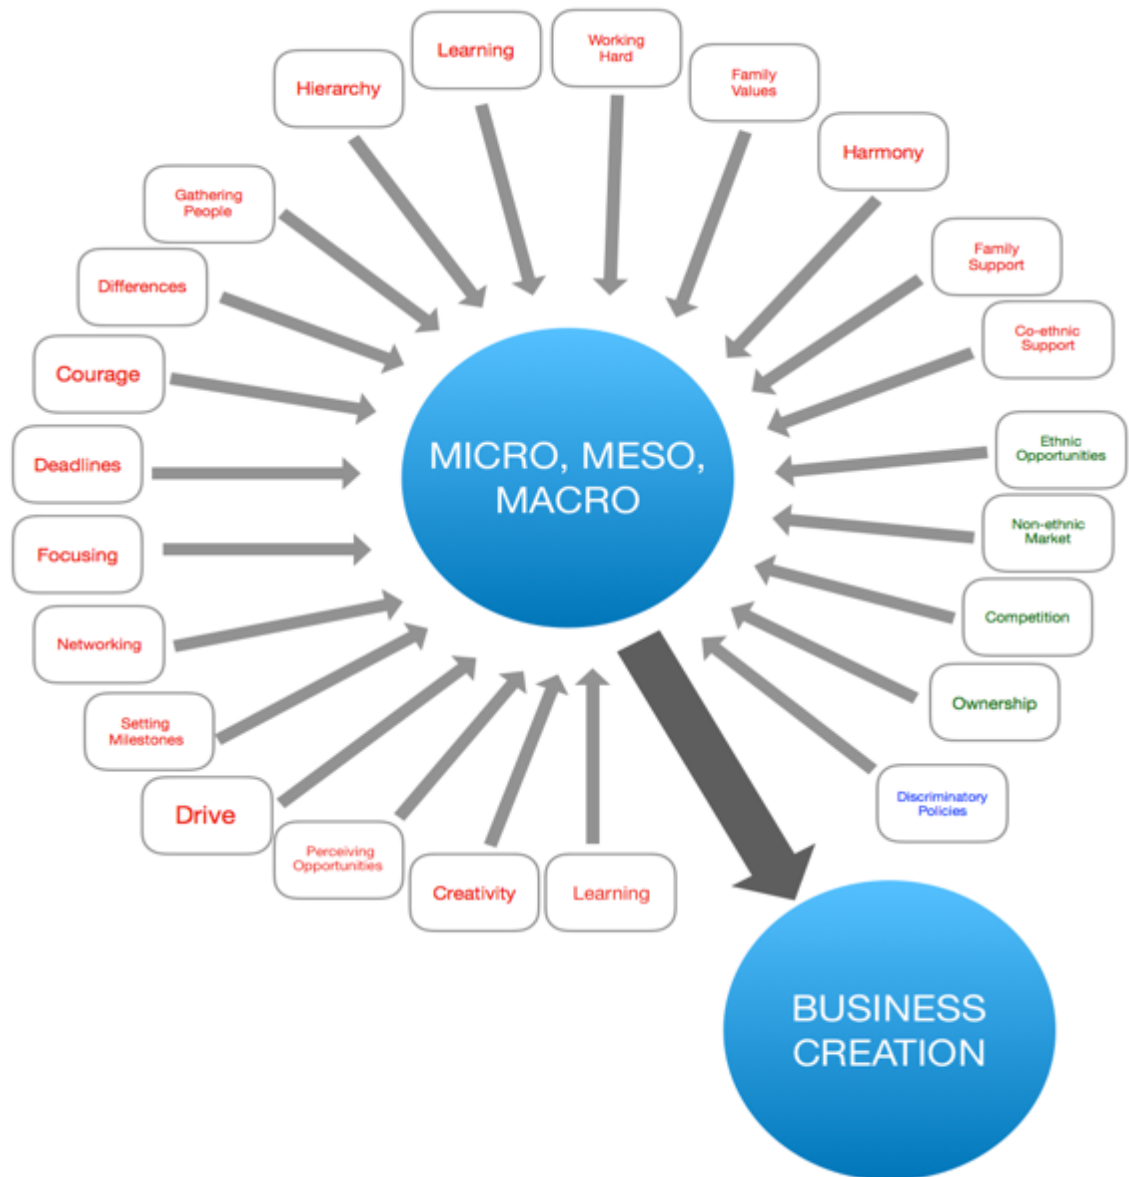 Learning
Working
Hard
Hierarchy
Family
Values
Harmony
Gathering
People
Family
Support
Differences
Co-ethnic
Support
Courage
Ethnic
Opportunities
Deadlines
MICRO, MESO,
MACRO
Non-ethnic
Market
Focusing
Competition
Networking
Ownership
Setting
Milestones
Discriminatory
Policies
Drive
Perceiving
Opportunities
Creativity
Learning
BUSINESS
CREATION